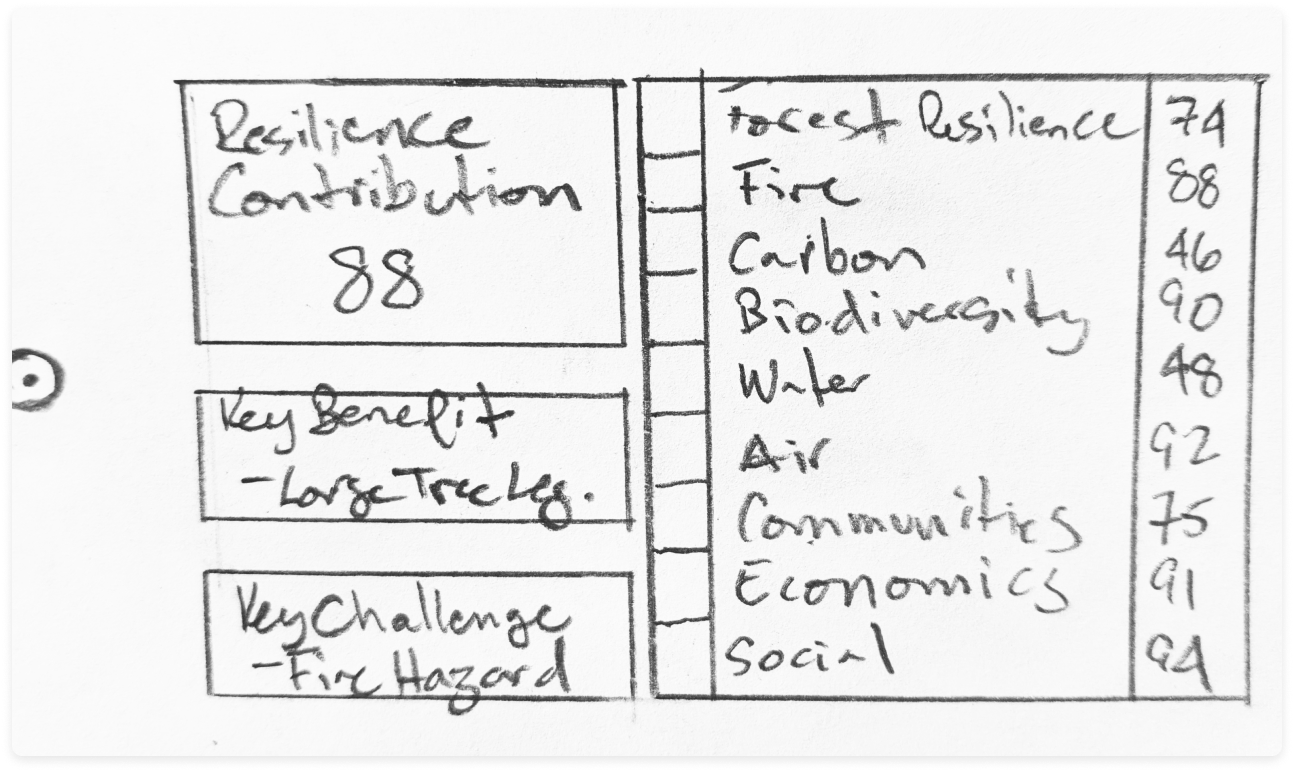 Resilience
Contribution
88
Key Benefit
- Large Tree Leg.
Key Challenge
- Fire Hazard
Forest Resilience 74
Fire 88
Carbon 46
Biodiversity 90
Water 48
Air 92
Communities 75
Economics 91
Social 94